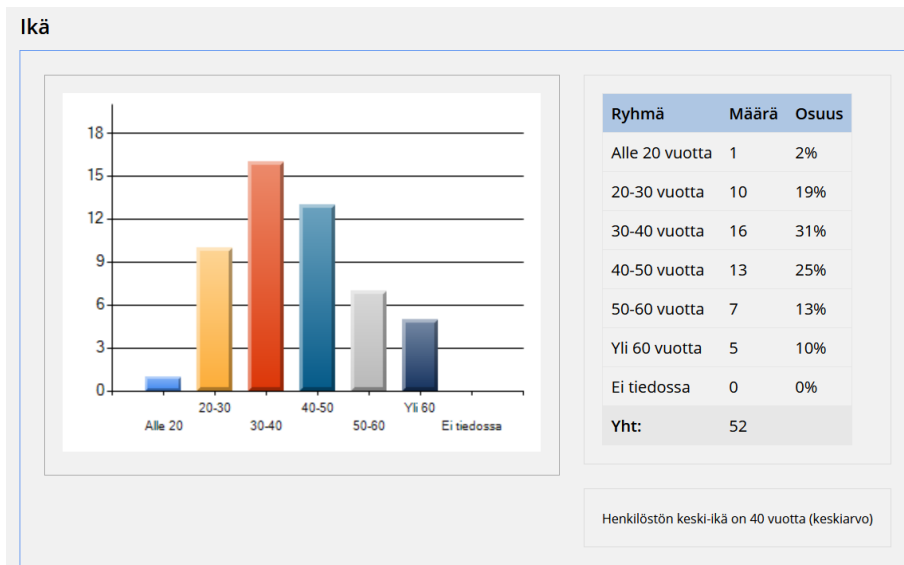 Ikä
18
15
12
9
6
3
0
20-30 40-50 Yli 60
Alle 20 30-40 50-60 Ei tiedossa
Ryhmä Määrä Osuus
Alle 20 vuotta 1 2%
20-30 vuotta 10 19%
30-40 vuotta 16 31%
40-50 vuotta 13 25%
50-60 vuotta 7 13%
Yli 60 vuotta 5 10%
Ei tiedossa 0 0%
Yht: 52
Henkilöstön keski-ikä on 40 vuotta (keskiarvo)